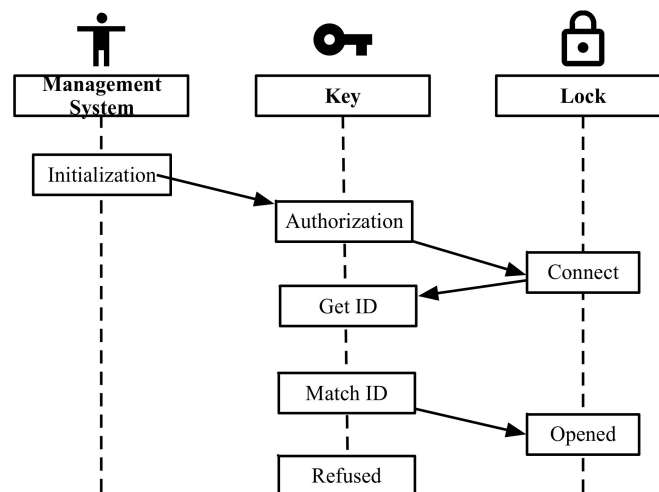 Management
System
Key
Lock
Initialization
Authorization
Connect
Get ID
Match ID
Opened
Refused